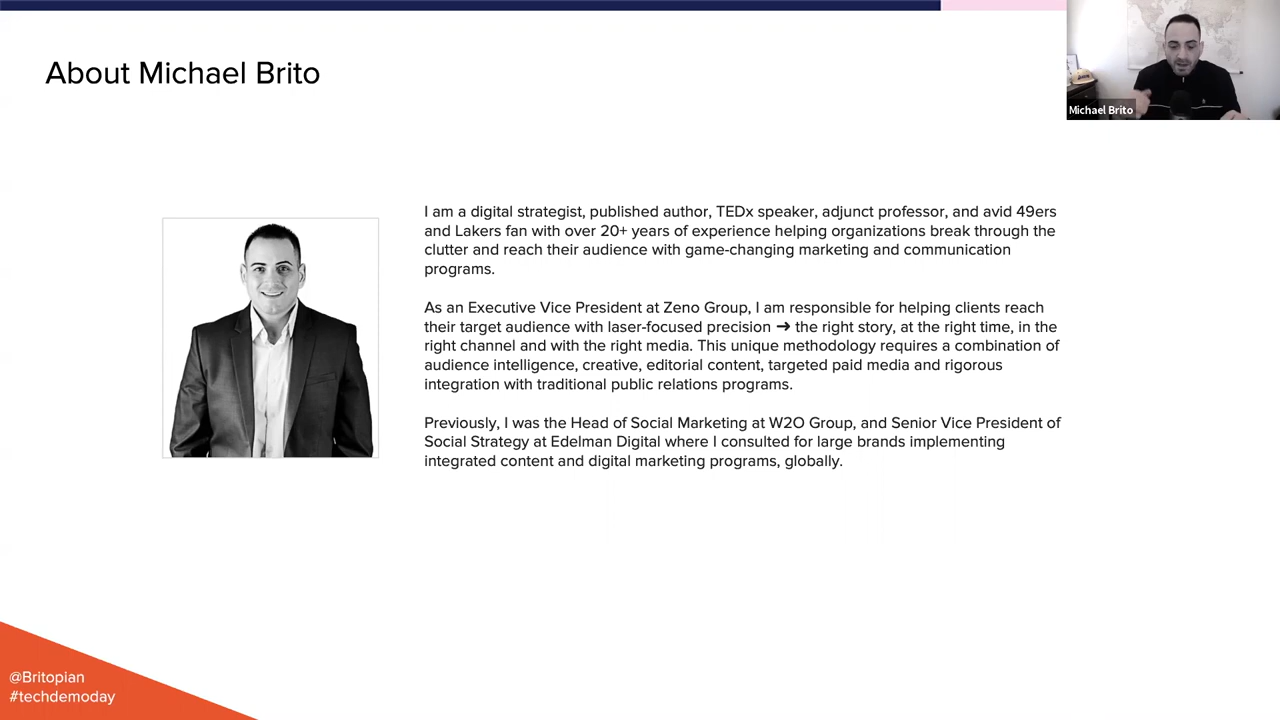 About Michael Brito
Michael Brito
I am a digital strategist, published author, TEDx speaker, adjunct professor, and avid 49ers
and Lakers fan with over 20+ years of experience helping organizations break through the
clutter and reach their audience with game-changing marketing and communication
programs.
As an Executive Vice President at Zeno Group, I am responsible for helping clients reach
their target audience with laser-focused precision ➔ the right story, at the right time, in the
right channel and with the right media. This unique methodology requires a combination of
audience intelligence, creative, editorial content, targeted paid media and rigorous
integration with traditional public relations programs.
Previously, I was the Head of Social Marketing at W2O Group, and Senior Vice President of
Social Strategy at Edelman Digital where I consulted for large brands implementing
integrated content and digital marketing programs, globally.
@Britopian
#techdemoday